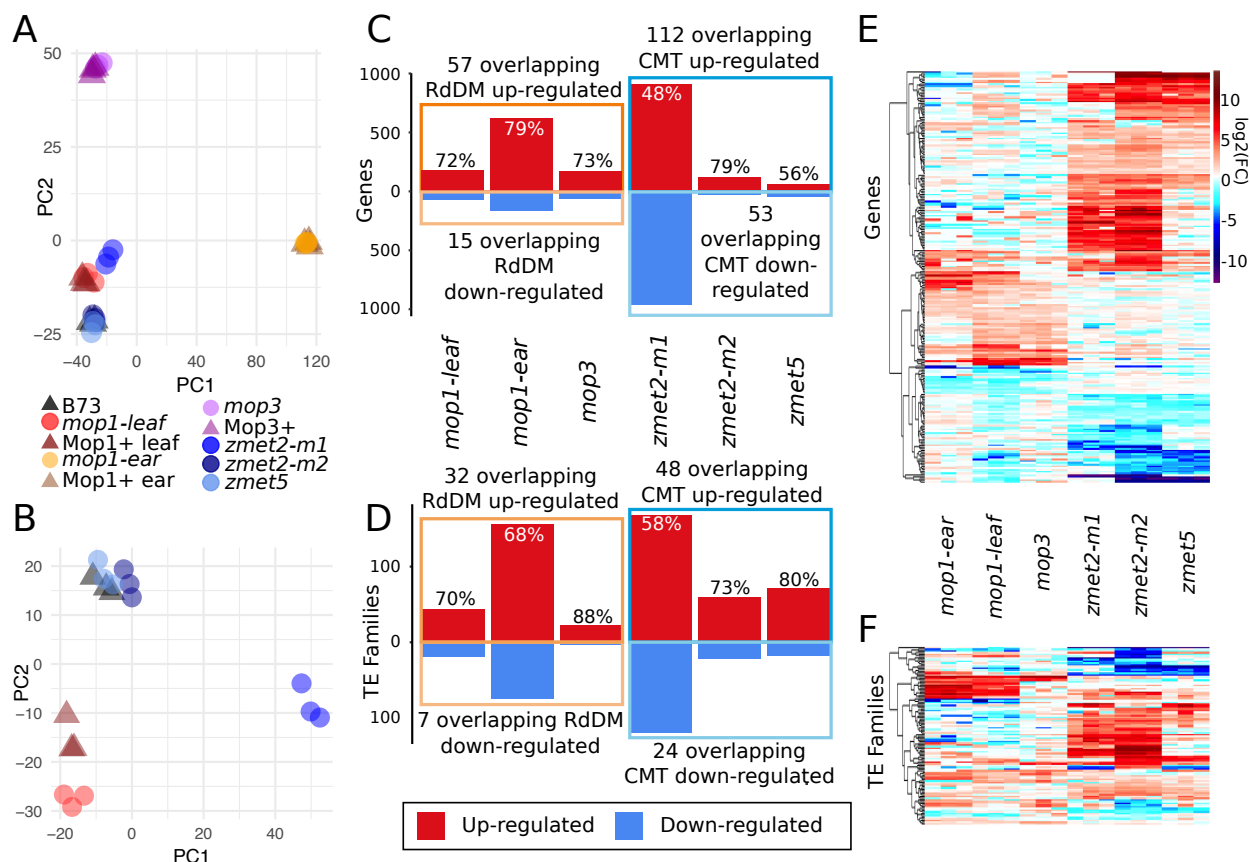 A
50
25
0
−25
PC2
−40
0
40
80
120
PC1
B73
mop1-leaf
Mop1+ leaf
mop1-ear
Mop1+ ear
mop3
Mop3+
zmet2-m1
zmet2-m2
zmet5
B
20
10
0
−10
−20
−30
PC2
−20
0
20
40
PC1
C
57 overlapping
RdDM up-regulated
112 overlapping
CMT up-regulated
1000
500
0
500
1000
Genes
72%
79%
73%
48%
79%
56%
15 overlapping
RdDM
down-regulated
53
overlapping
CMT down-
regulated
mop1-leaf
mop1-ear
mop3
zmet2-m1
zmet2-m2
zmet5
D
32 overlapping
RdDM up-regulated
48 overlapping
CMT up-regulated
100
0
100
TE Families
70%
68%
88%
58%
73%
80%
7 overlapping RdDM
down-regulated
24 overlapping
CMT down-regulated
Up-regulated
Down-regulated
E
Genes
10
5
0
-5
-10
log2(FC)
mop1-ear
mop1-leaf
mop3
zmet2-m1
zmet2-m2
zmet5
F
TE Families